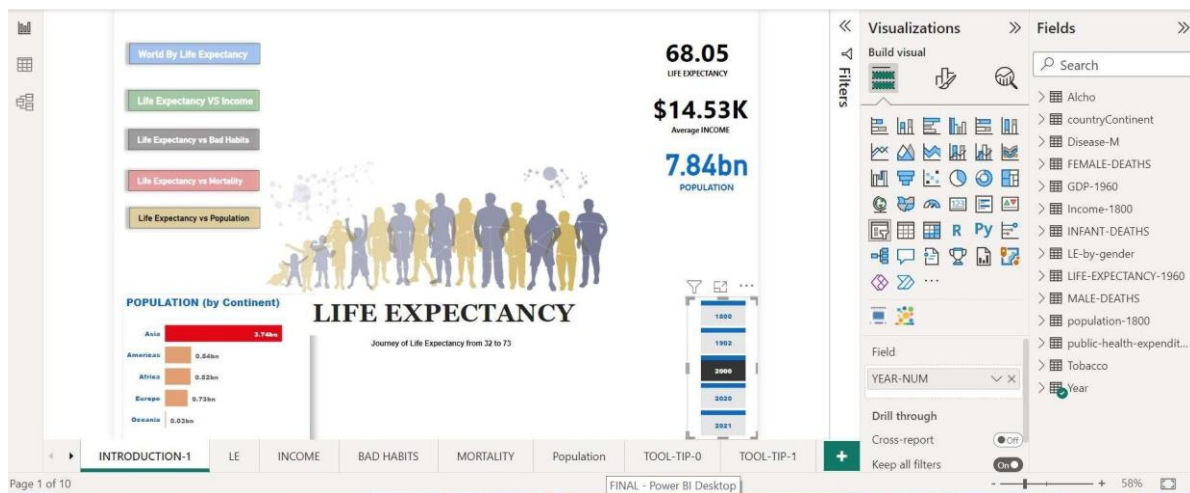 World By Life Expectancy
Life Expectancy VS Income
Life Expectancy vs Bad Habits
Life Expectancy vs Mortality
Life Expectancy vs Population
68.05
LIFE EXPECTANCY
$14.53K
Average INCOME
7.84bn
POPULATION
LIFE EXPECTANCY
Journey of Life Expectancy from 32 to 73
POPULATION (by Continent)
Asia 3.74bn
Americas 0.84bn
Africa 0.82bn
Europe 0.73bn
Oceania 0.03bn
1800
1902
2000
2020
2021
Filters
Visualizations
Build visual
123
R Py
Field
YEAR-NUM
Drill through
Cross-report Off
Keep all filters On
Fields
Search
Alcho
countryContinent
Disease-M
FEMALE-DEATHS
GDP-1960
Income-1800
INFANT-DEATHS
LE-by-gender
LIFE-EXPECTANCY-1960
MALE-DEATHS
population-1800
public-health-expendit...
Tobacco
Year
INTRODUCTION-1 LE INCOME BAD HABITS MORTALITY Population TOOL-TIP-0 TOOL-TIP-1 +
Page 1 of 10
FINAL - Power BI Desktop
- + 58%